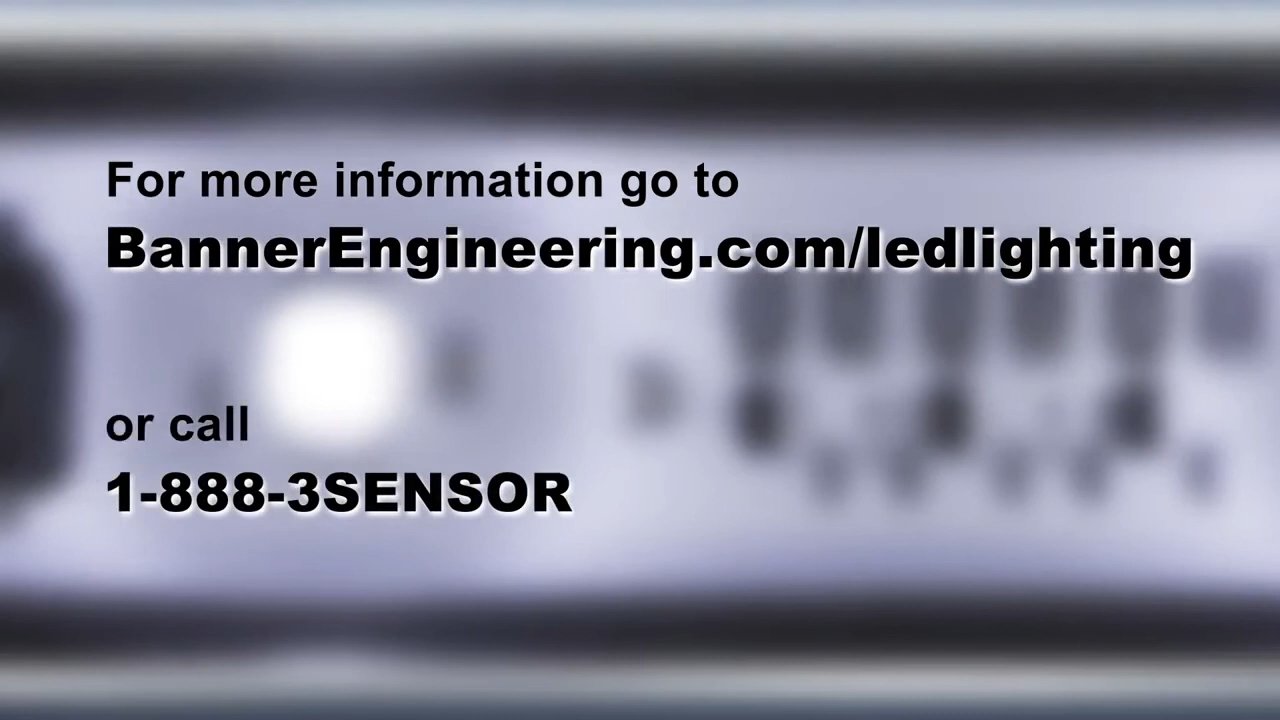 For more information go to
BannerEngineering.com/ledlighting
or call
1-888-3SENSOR